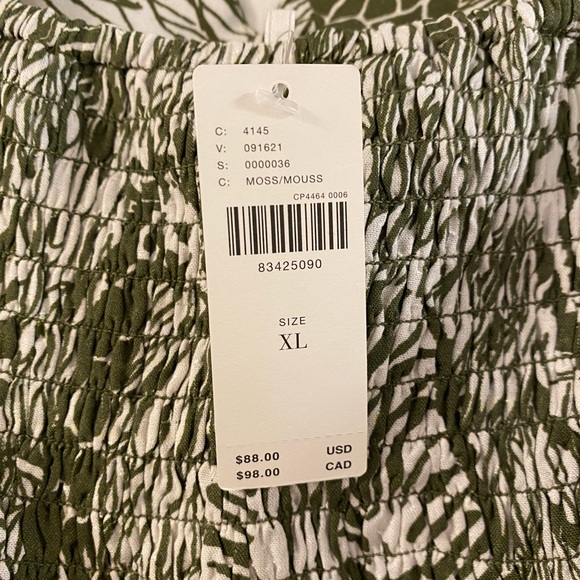 C: 4145
V: 091621
S: 0000036
C: MOSS/MOUSS
CP4464 0006
83425090
SIZE
XL
$88.00 USD
$98.00 CAD